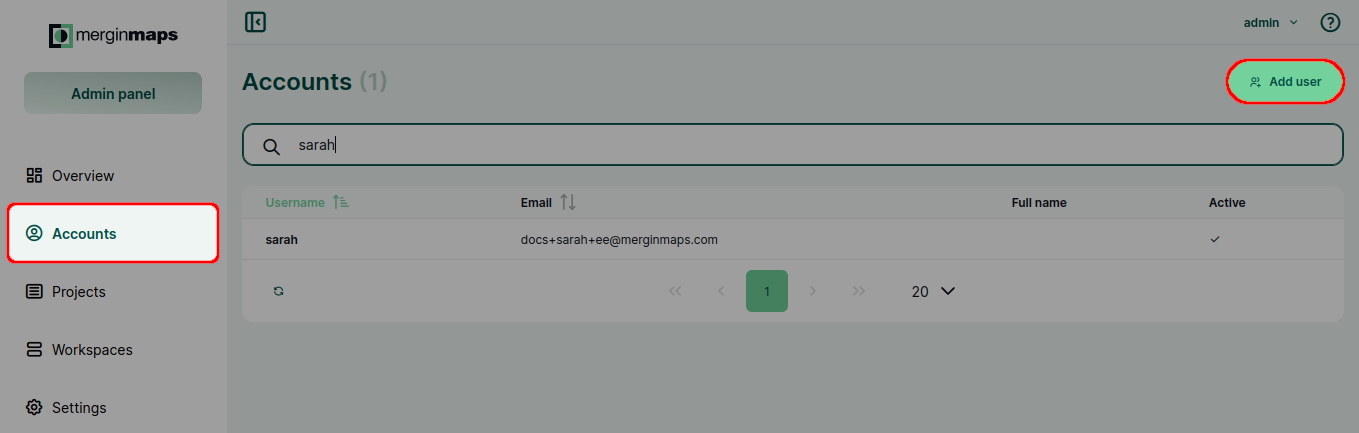 merginmaps
admin
Admin panel
Accounts (1)
Add user
sarah
Overview
Accounts
Projects
Workspaces
Settings
Username Email Full name Active
sarah docs+sarah+ee@merginmaps.com
1 20